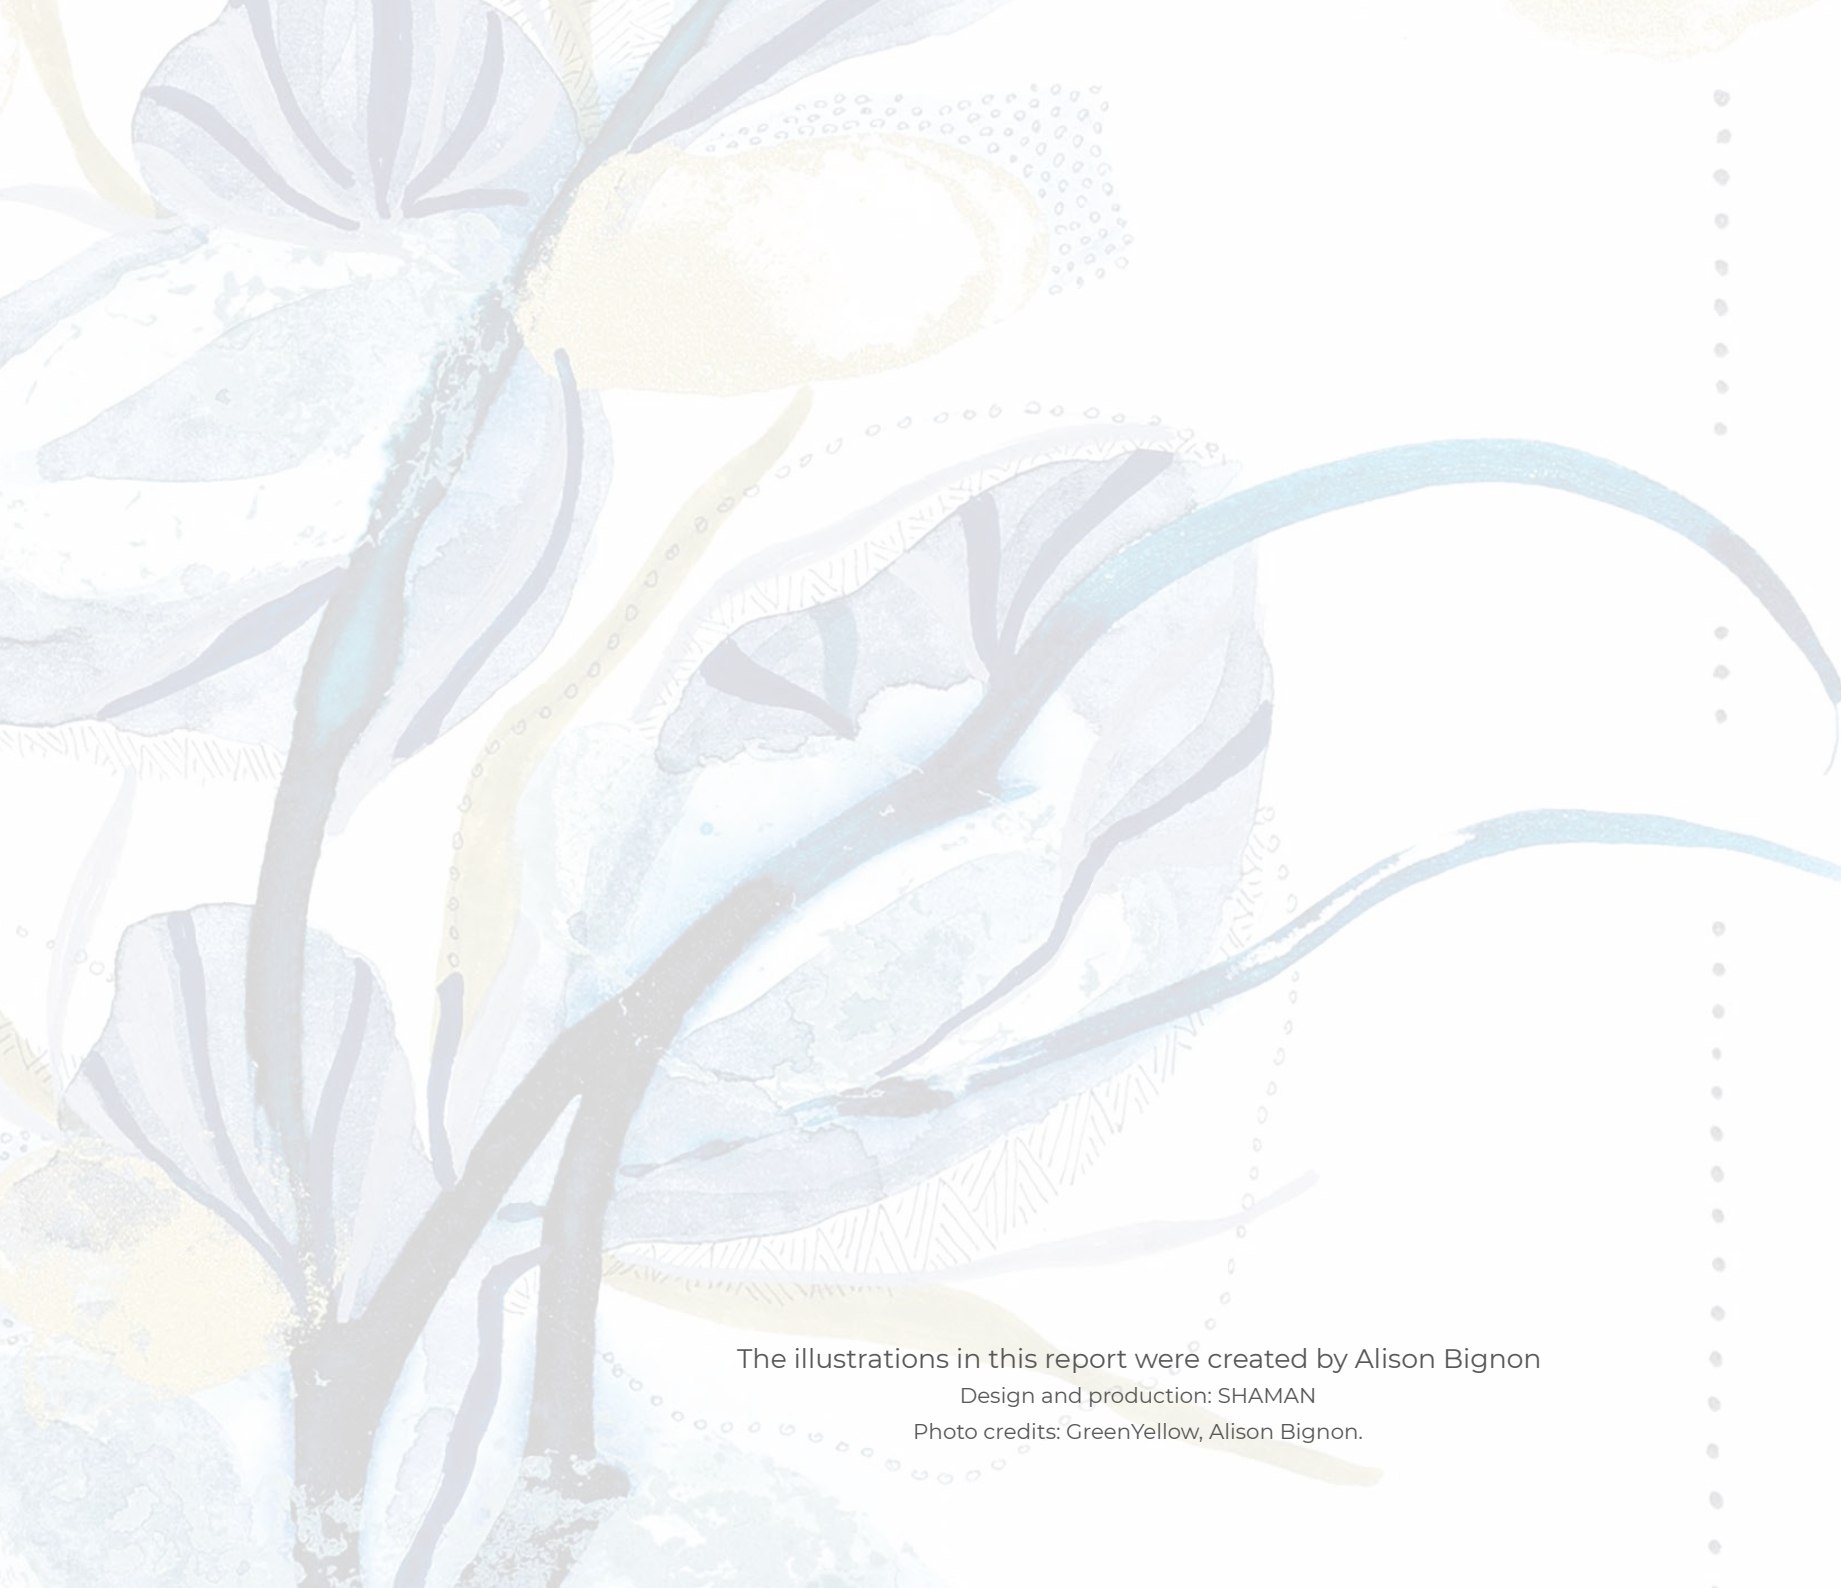 The illustrations in this report were created by Alison Bignon
Design and production: SHAMAN
Photo credits: GreenYellow, Alison Bignon.